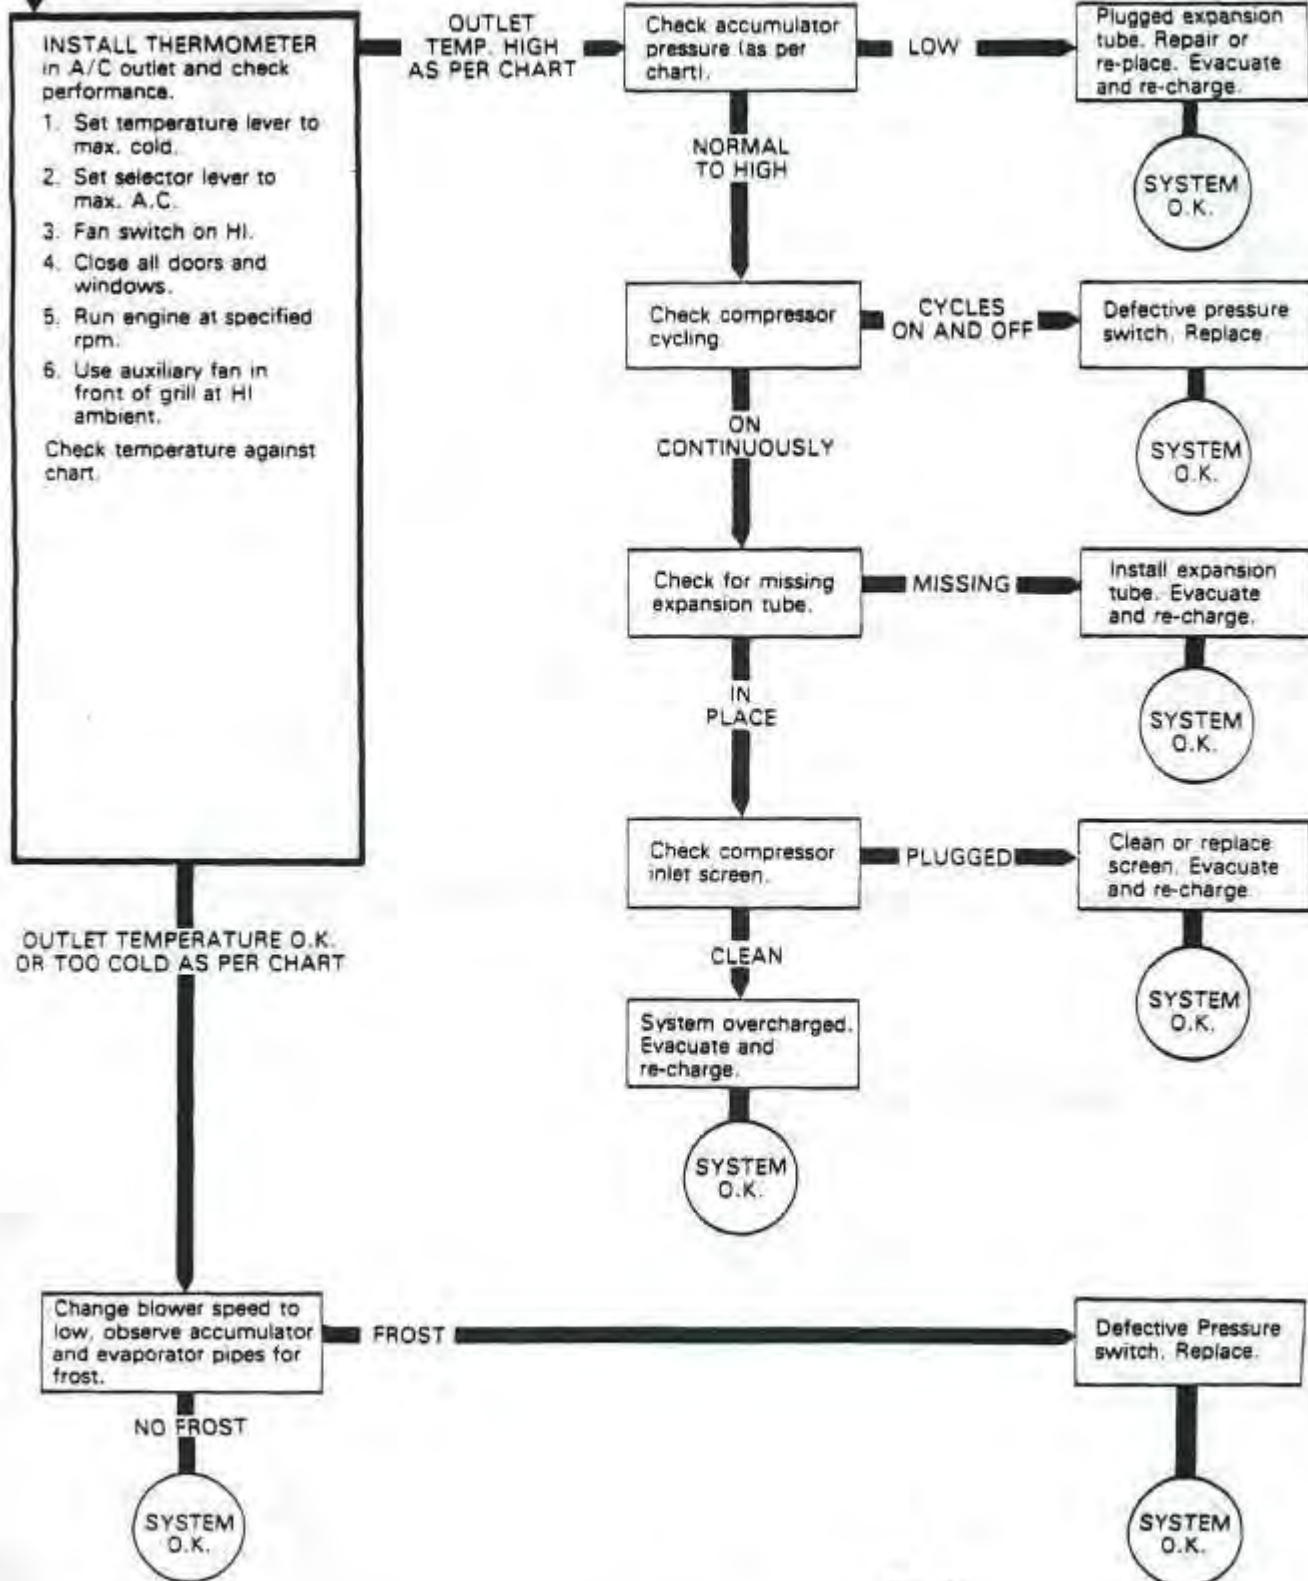 INSTALL THERMOMETER
in A/C outlet and check
performance.
1. Set temperature lever to
max. cold.
2. Set selector lever to
max. A.C.
3. Fan switch on HI.
4. Close all doors and
windows.
5. Run engine at specified
rpm.
6. Use auxiliary fan in
front of grill at HI
ambient.
Check temperature against
chart.
OUTLET
TEMP. HIGH
AS PER CHART
Check accumulator
pressure (as per
chart).
LOW
Plugged expansion
tube. Repair or
re-place. Evacuate
and re-charge.
SYSTEM
O.K.
NORMAL
TO HIGH
Check compressor
cycling.
CYCLES
ON AND OFF
Defective pressure
switch. Replace.
SYSTEM
O.K.
ON
CONTINUOUSLY
Check for missing
expansion tube.
MISSING
Install expansion
tube. Evacuate
and re-charge.
SYSTEM
O.K.
IN
PLACE
Check compressor
inlet screen.
PLUGGED
Clean or replace
screen. Evacuate
and re-charge.
SYSTEM
O.K.
CLEAN
System overcharged.
Evacuate and
re-charge.
SYSTEM
O.K.
OUTLET TEMPERATURE O.K.
OR TOO COLD AS PER CHART
Change blower speed to
low, observe accumulator
and evaporator pipes for
frost.
FROST
Defective Pressure
switch. Replace.
SYSTEM
O.K.
NO FROST
SYSTEM
O.K.